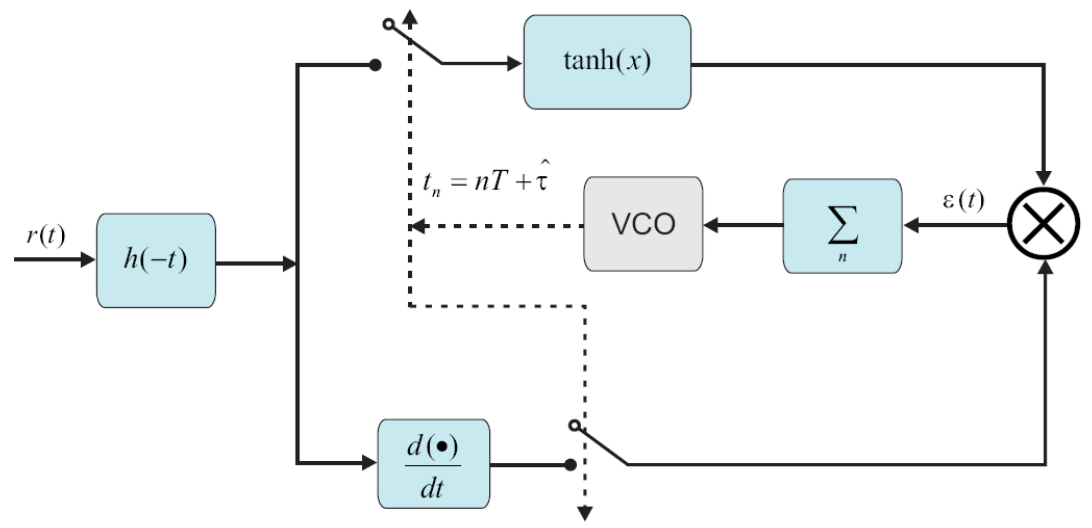 tanh(x)
t_n = nT + τ̂
r(t)
h(−t)
VCO
∑
n
ε(t)
d(•)
dt